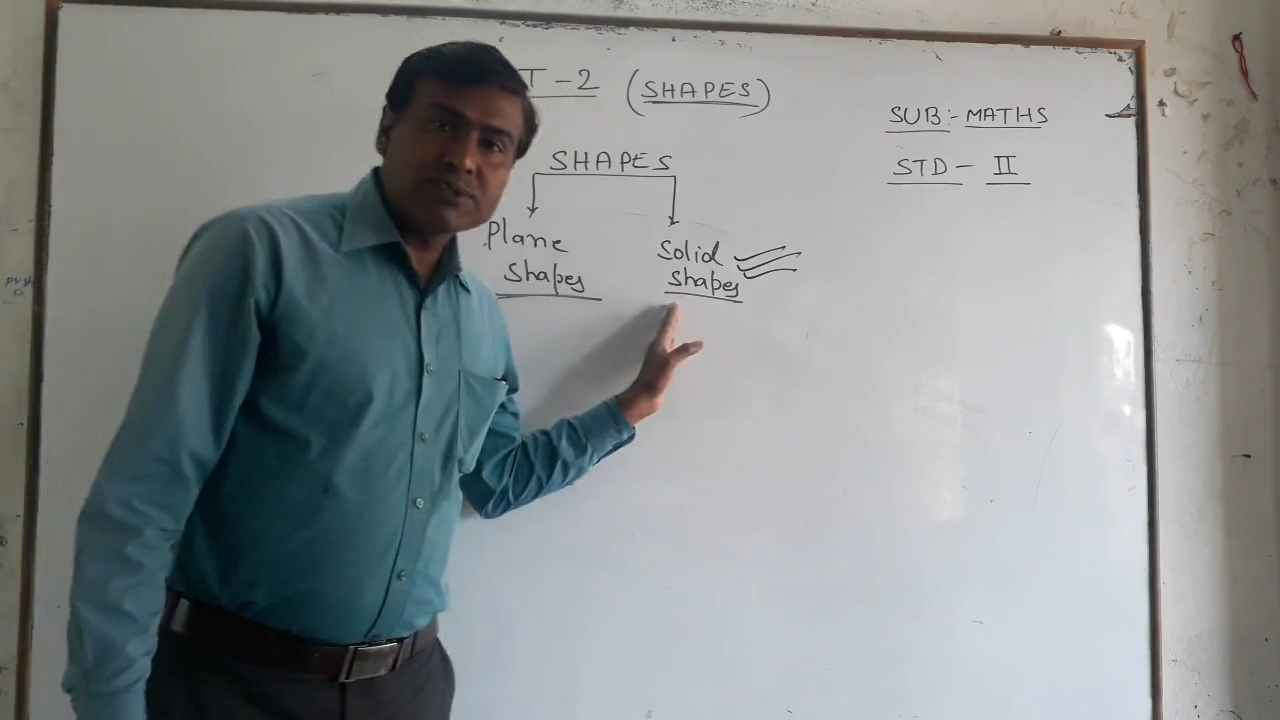 T-2 (SHAPES)
SUB:- MATHS
STD- II
SHAPES
Plane
Shapes
Solid
Shapes